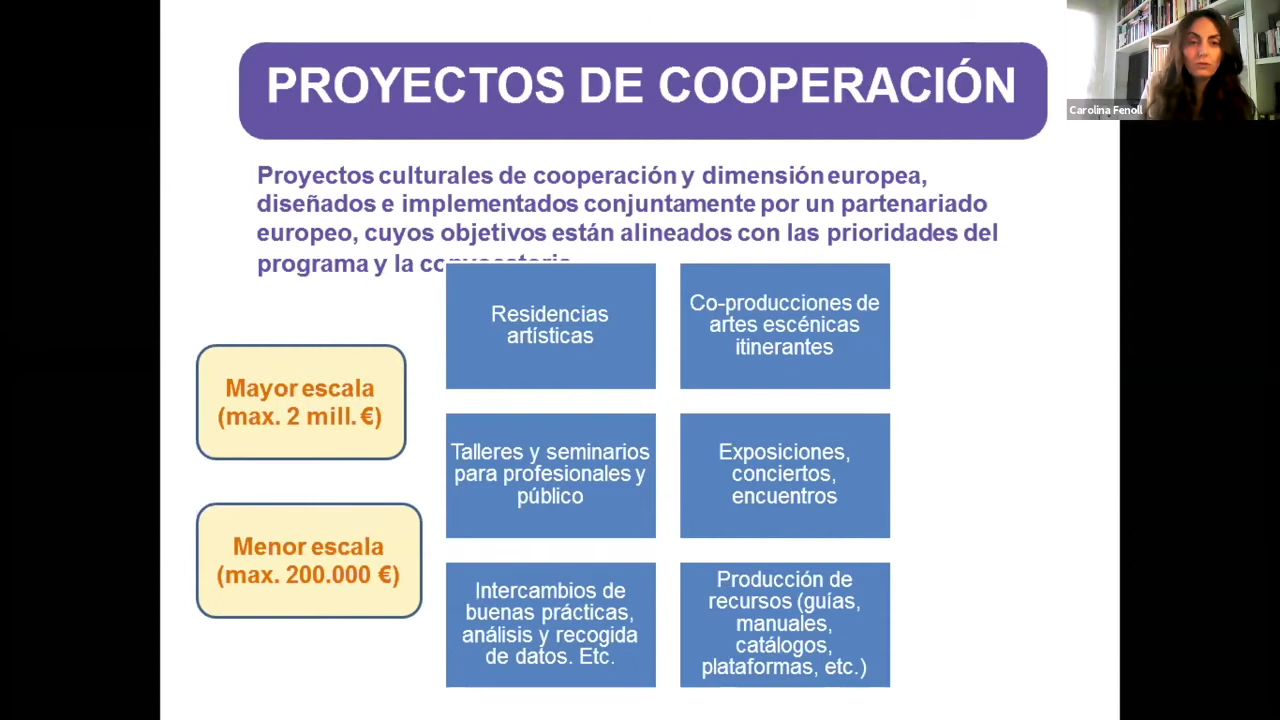 PROYECTOS DE COOPERACIÓN
Carolina Fenoll
Proyectos culturales de cooperación y dimensión europea,
diseñados e implementados conjuntamente por un partenariado
europeo, cuyos objetivos están alineados con las prioridades del
programa y la convocatoria
Residencias
artísticas
Co-producciones de
artes escénicas
itinerantes
Mayor escala
(max. 2 mill. €)
Talleres y seminarios
para profesionales y
público
Exposiciones,
conciertos,
encuentros
Menor escala
(max. 200.000 €)
Intercambios de
buenas prácticas,
análisis y recogida
de datos. Etc.
Producción de
recursos (guías,
manuales,
catálogos,
plataformas, etc.)